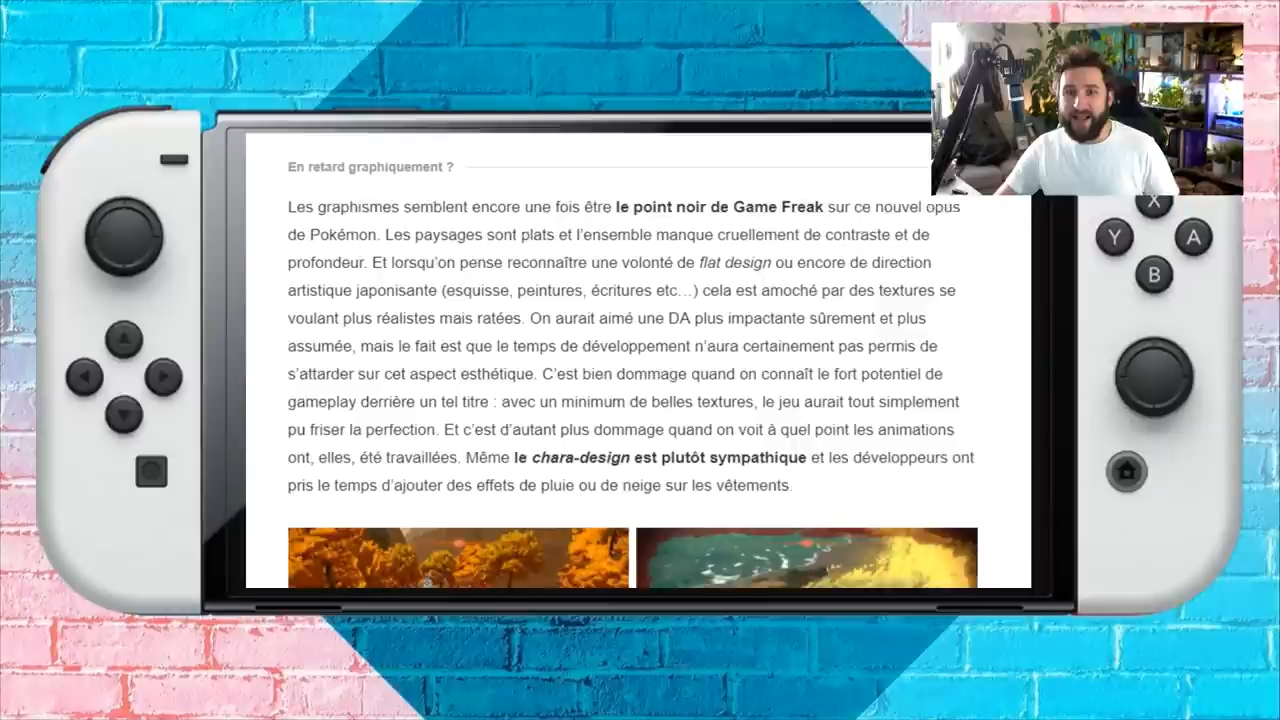 En retard graphiquement ?
Les graphismes semblent encore une fois être le point noir de Game Freak sur ce nouvel opus
de Pokémon. Les paysages sont plats et l'ensemble manque cruellement de contraste et de
profondeur. Et lorsqu'on pense reconnaître une volonté de flat design ou encore de direction
artistique japonisante (esquisse, peintures, écritures etc…) cela est amoché par des textures se
voulant plus réalistes mais ratées. On aurait aimé une DA plus impactante sûrement et plus
assumée, mais le fait est que le temps de développement n'aura certainement pas permis de
s'attarder sur cet aspect esthétique. C'est bien dommage quand on connaît le fort potentiel de
gameplay derrière un tel titre : avec un minimum de belles textures, le jeu aurait tout simplement
pu friser la perfection. Et c'est d'autant plus dommage quand on voit à quel point les animations
ont, elles, été travaillées. Même le chara-design est plutôt sympathique et les développeurs ont
pris le temps d'ajouter des effets de pluie ou de neige sur les vêtements.
X
Y
A
B